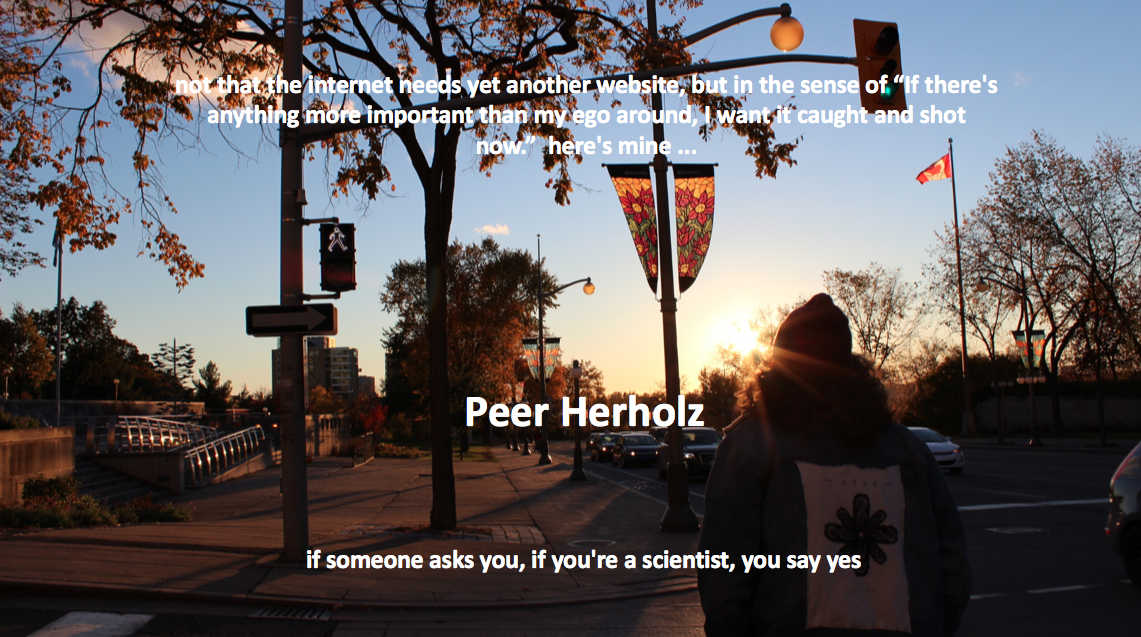 not that the internet needs yet another website, but in the sense of “If there's
anything more important than my ego around, I want it caught and shot
now.”  here's mine ...
Peer Herholz
if someone asks you, if you're a scientist, you say yes